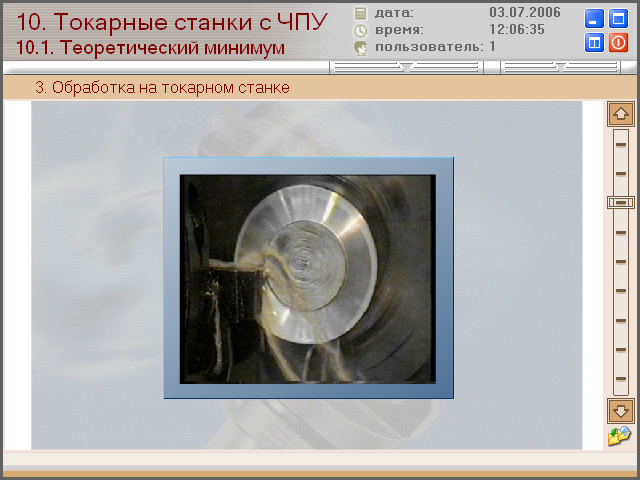 10. Токарные станки с ЧПУ
10.1. Теоретический минимум
дата: 03.07.2006
время: 12:06:35
пользователь: 1
3. Обработка на токарном станке